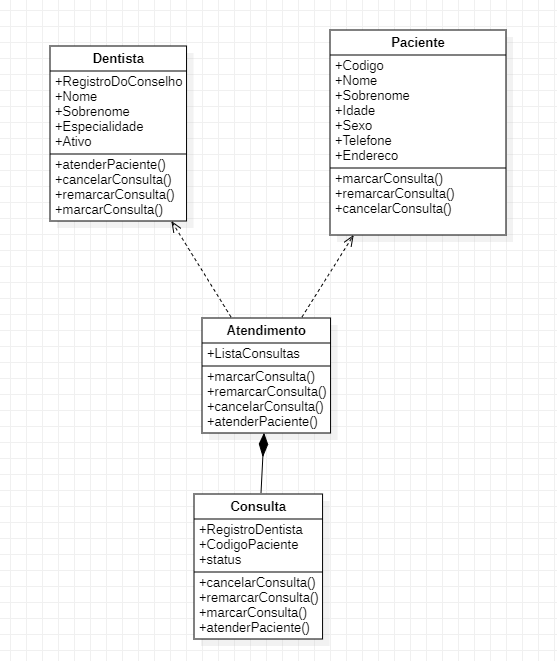 Dentista
+RegistroDoConselho
+Nome
+Sobrenome
+Especialidade
+Ativo
+atenderPaciente()
+cancelarConsulta()
+remarcarConsulta()
+marcarConsulta()
Paciente
+Codigo
+Nome
+Sobrenome
+Idade
+Sexo
+Telefone
+Endereco
+marcarConsulta()
+remarcarConsulta()
+cancelarConsulta()
Atendimento
+ListaConsultas
+marcarConsulta()
+remarcarConsulta()
+cancelarConsulta()
+atenderPaciente()
Consulta
+RegistroDentista
+CodigoPaciente
+status
+cancelarConsulta()
+remarcarConsulta()
+marcarConsulta()
+atenderPaciente()